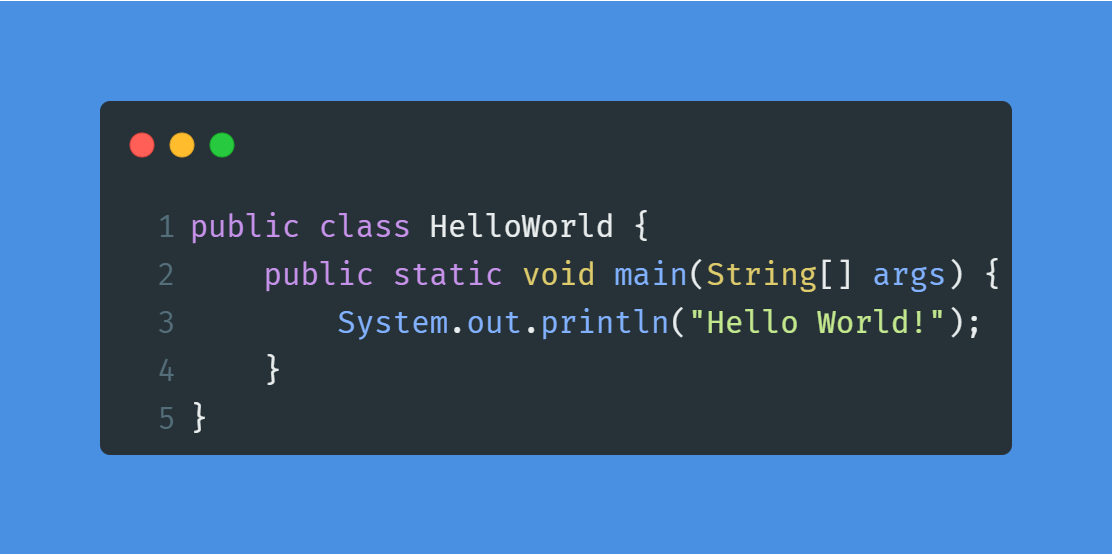 1 public class HelloWorld {
2     public static void main(String[] args) {
3         System.out.println("Hello World!");
4     }
5 }